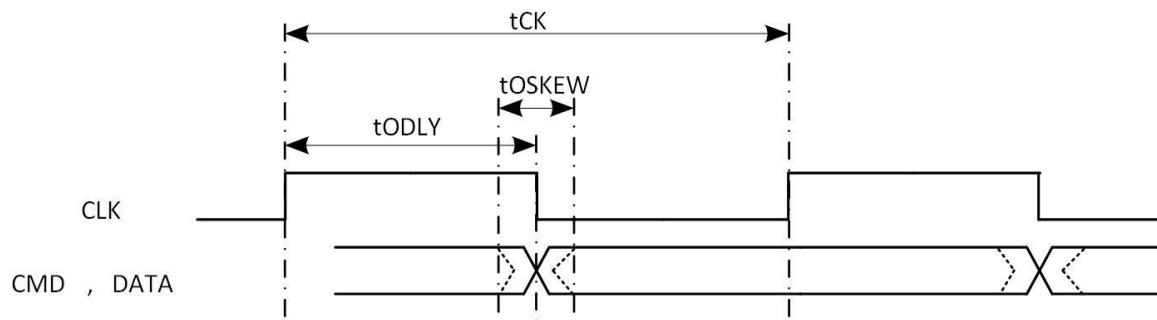 tCK
tOSKEW
tODLY
CLK
CMD , DATA